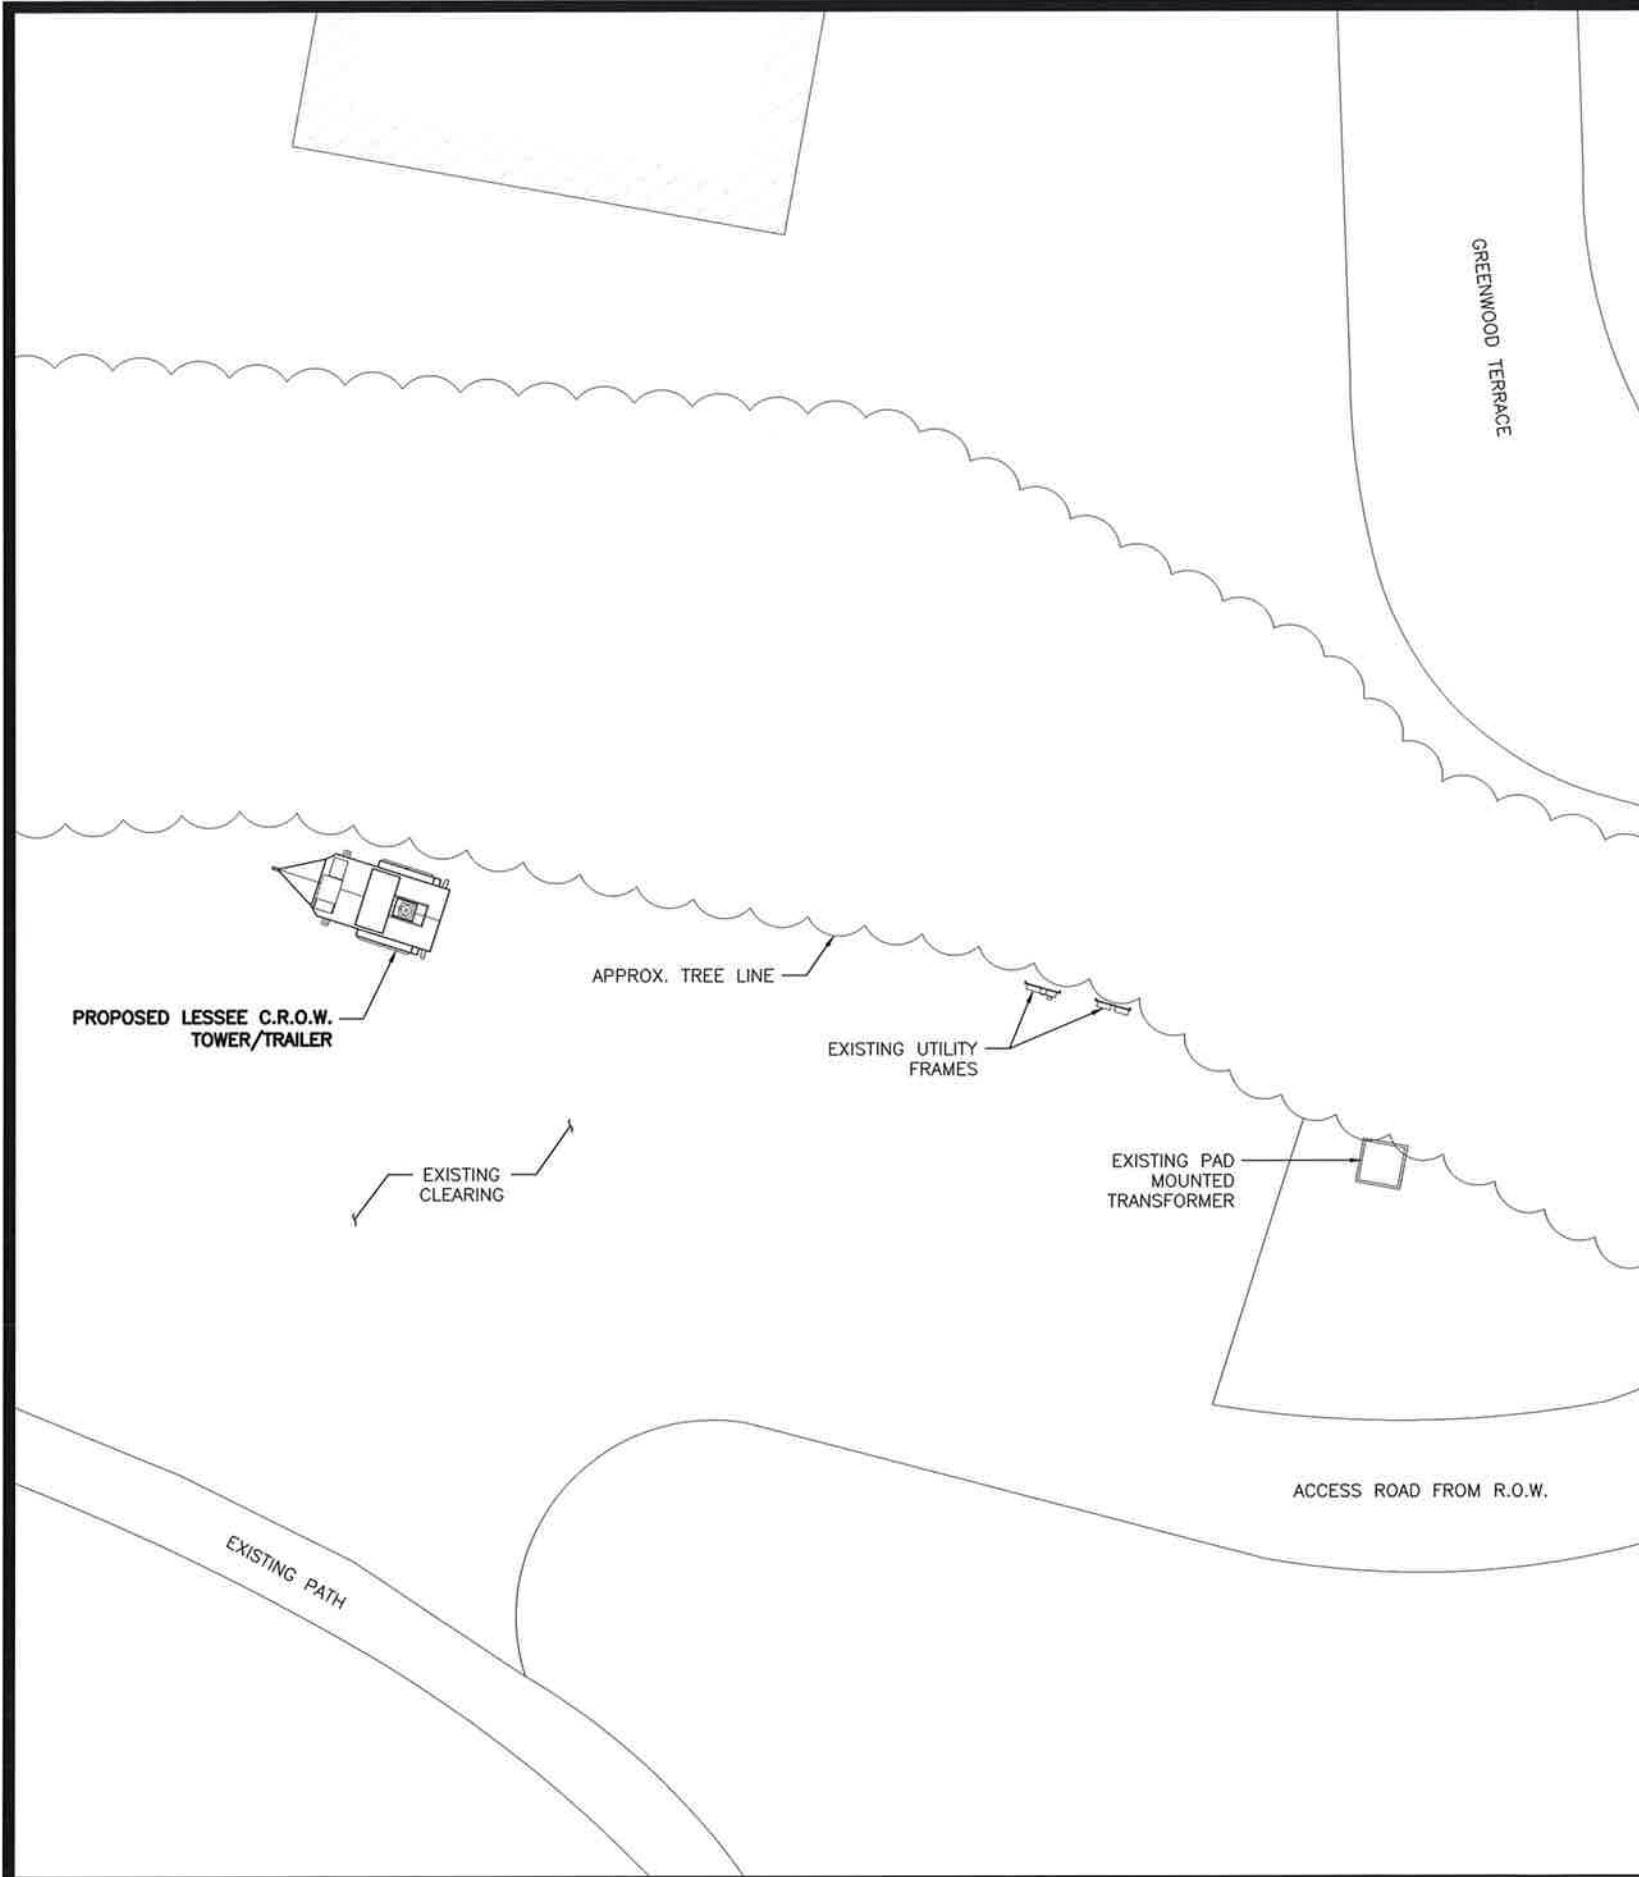 GREENWOOD TERRACE
APPROX. TREE LINE
PROPOSED LESSEE C.R.O.W.
TOWER/TRAILER
EXISTING UTILITY
FRAMES
EXISTING
CLEARING
EXISTING PAD
MOUNTED
TRANSFORMER
ACCESS ROAD FROM R.O.W.
EXISTING PATH